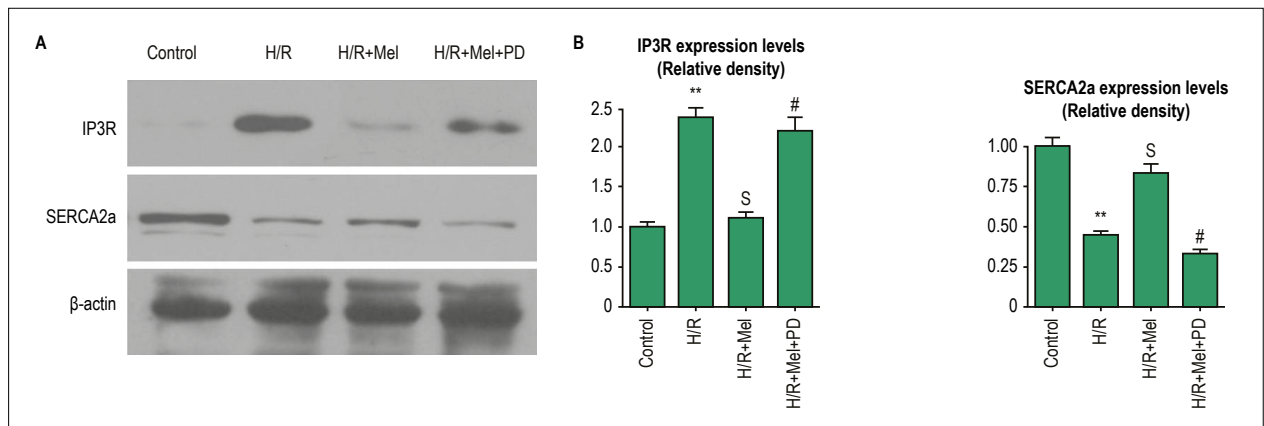 A
Control H/R H/R+Mel H/R+Mel+PD
IP3R
SERCA2a
β-actin
B
IP3R expression levels
(Relative density)
2.5
2.0
1.5
1.0
0.5
0
**
S
#
Control
H/R
H/R+Mel
H/R+Mel+PD
SERCA2a expression levels
(Relative density)
1.00
0.75
0.50
0.25
0
**
S
#
Control
H/R
H/R+Mel
H/R+Mel+PD